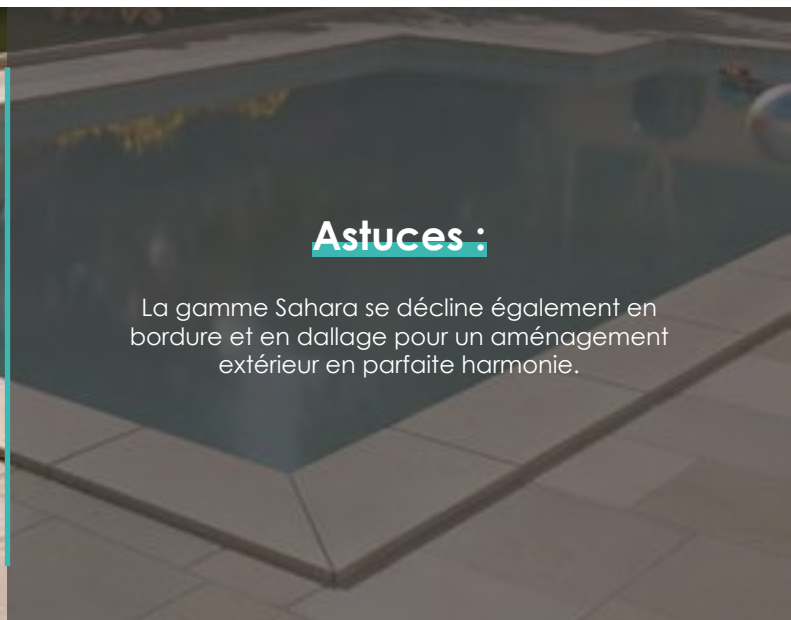 Astuces :
La gamme Sahara se décline également en
bordure et en dallage pour un aménagement
extérieur en parfaite harmonie.